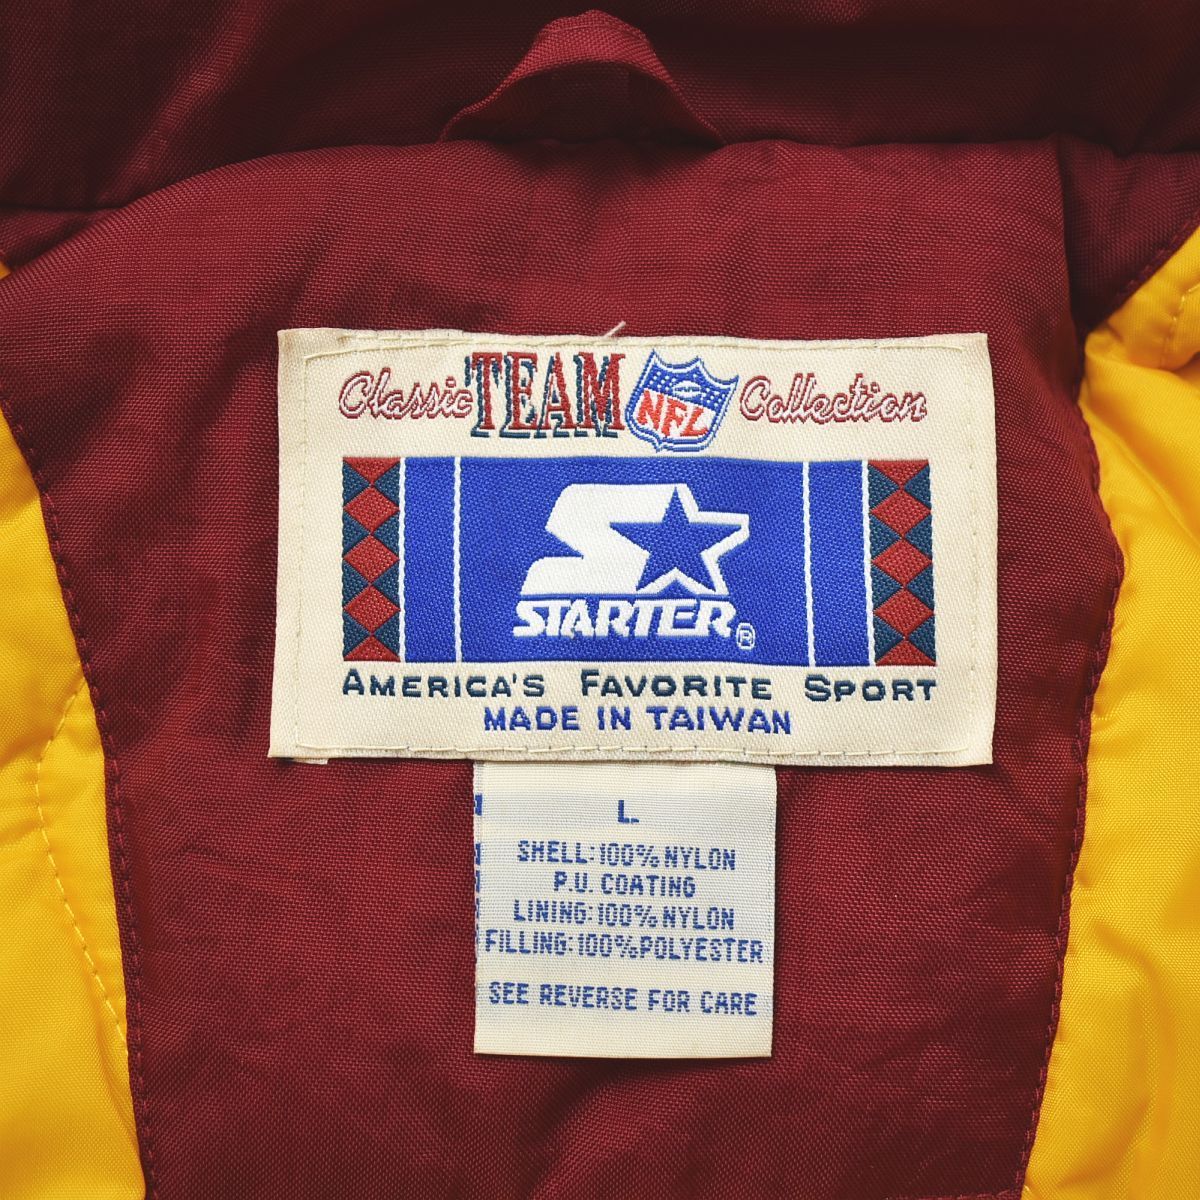 Classic TEAM NFL Collection
STARTER®
AMERICA'S FAVORITE SPORT
MADE IN TAIWAN
L
SHELL:100% NYLON
P.U. COATING
LINING:100% NYLON
FILLING:100%POLYESTER
SEE REVERSE FOR CARE